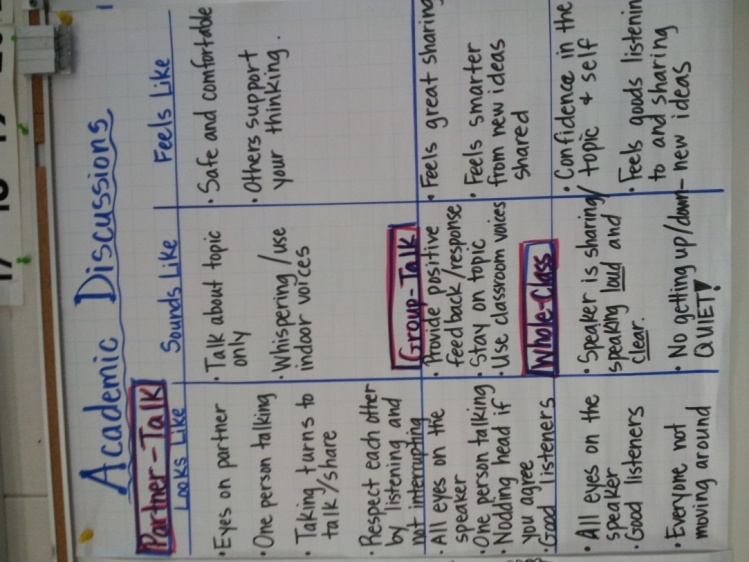 Academic Discussions
Partner-Talk
Looks Like
• Eyes on partner
• One person talking
• Taking turns to
talk/share
• Respect each other
by listening and
not interrupting
Sounds Like
• Talk about topic
only
• Whispering/use
indoor voices
Feels Like
• Safe and comfortable
• Others support
your thinking.
Group-Talk
• All eyes on the
speaker
• One person talking
• Nodding head if
you agree
• Good listeners
• Provide positive
feedback/response
• Stay on topic
• Use classroom voices
• Feels great sharing
• Feels smarter
from new ideas
shared
Whole-Class
• All eyes on the
speaker
• Good listeners
• Everyone not
moving around
• Speaker is sharing/
speaking loud and
clear.
• No getting up/down-
QUIET!
• Confidence in the
topic & self
• Feels goods listenin
to and sharing
new ideas